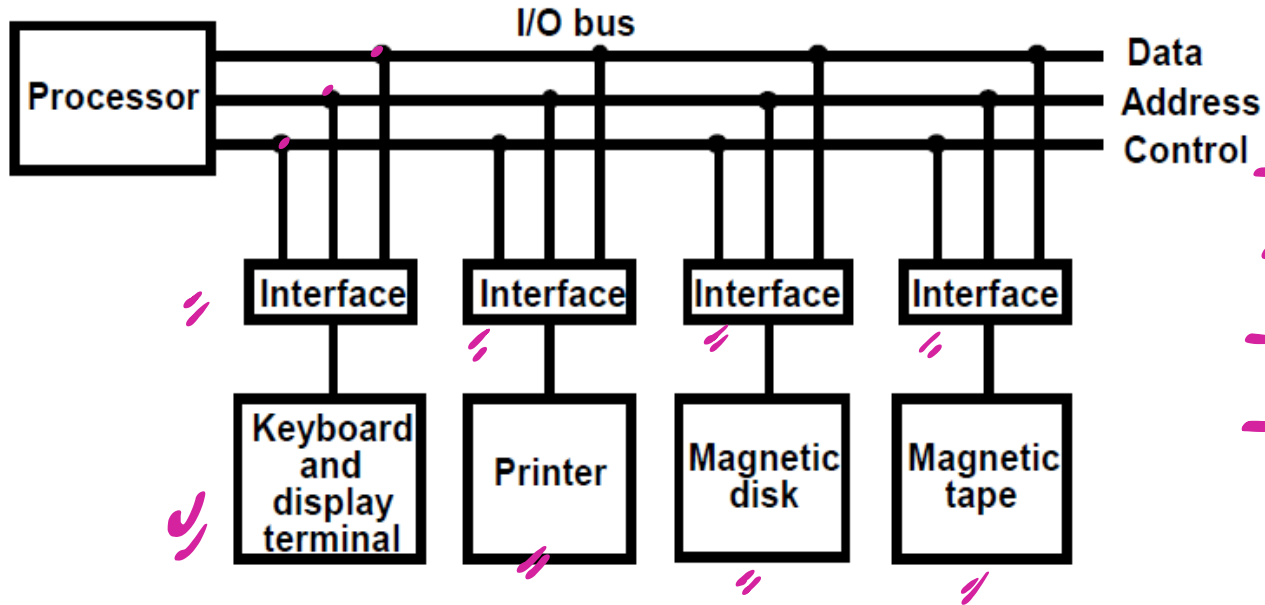 I/O bus
Data
Processor
Address
Control
Interface
Interface
Interface
Interface
Keyboard
and
display
terminal
Printer
Magnetic
disk
Magnetic
tape